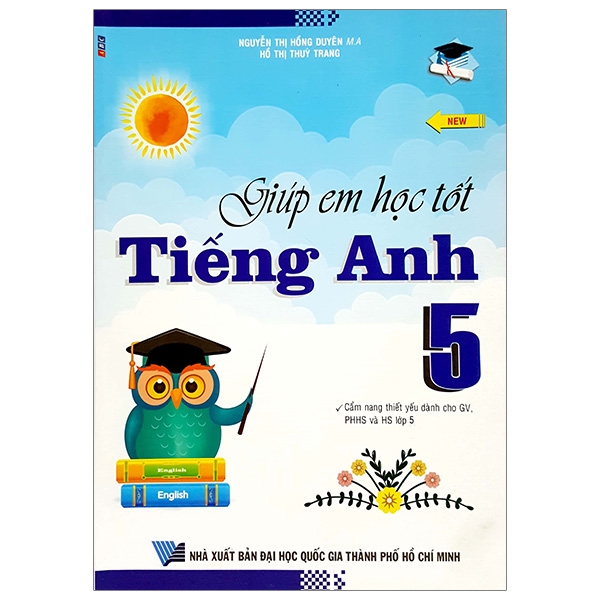 ABC
NGUYỄN THỊ HỒNG DUYÊN M.A
HỒ THỊ THUỲ TRANG
NEW
Giúp em học tốt
Tiếng Anh
5
✓ Cẩm nang thiết yếu dành cho GV,
PHHS và HS lớp 5
English
English
NHÀ XUẤT BẢN ĐẠI HỌC QUỐC GIA THÀNH PHỐ HỒ CHÍ MINH